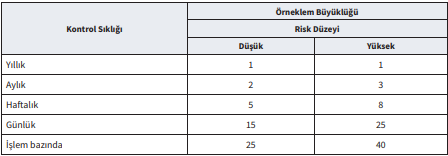 Örneklem Büyüklüğü
Kontrol Sıklığı
Risk Düzeyi
Düşük Yüksek
Yıllık 1 1
Aylık 2 3
Haftalık 5 8
Günlük 15 25
İşlem bazında 25 40